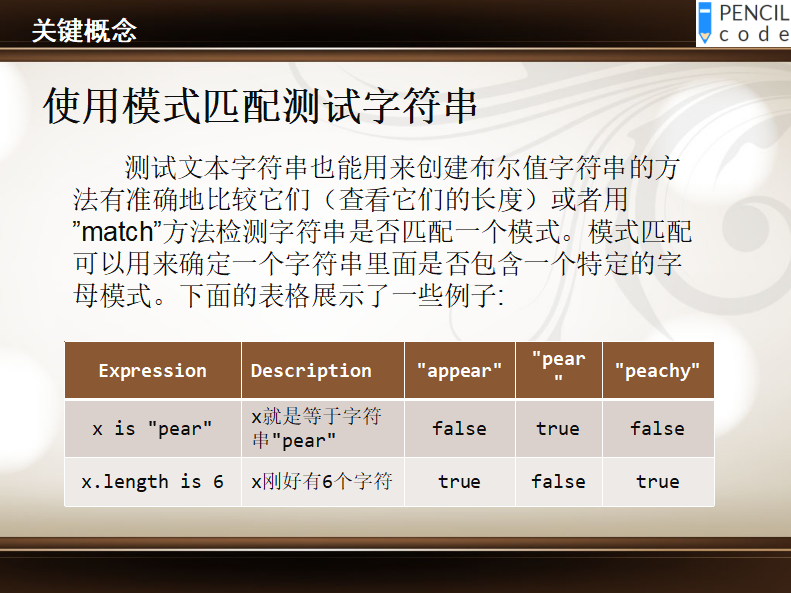 关键概念
PENCIL
code
使用模式匹配测试字符串
测试文本字符串也能用来创建布尔值字符串的方
法有准确地比较它们（查看它们的长度）或者用
”match”方法检测字符串是否匹配一个模式。模式匹配
可以用来确定一个字符串里面是否包含一个特定的字
母模式。下面的表格展示了一些例子:
Expression Description "appear" "pear
" "peachy"
x is "pear" x就是等于字符
串"pear" false true false
x.length is 6 x刚好有6个字符 true false true